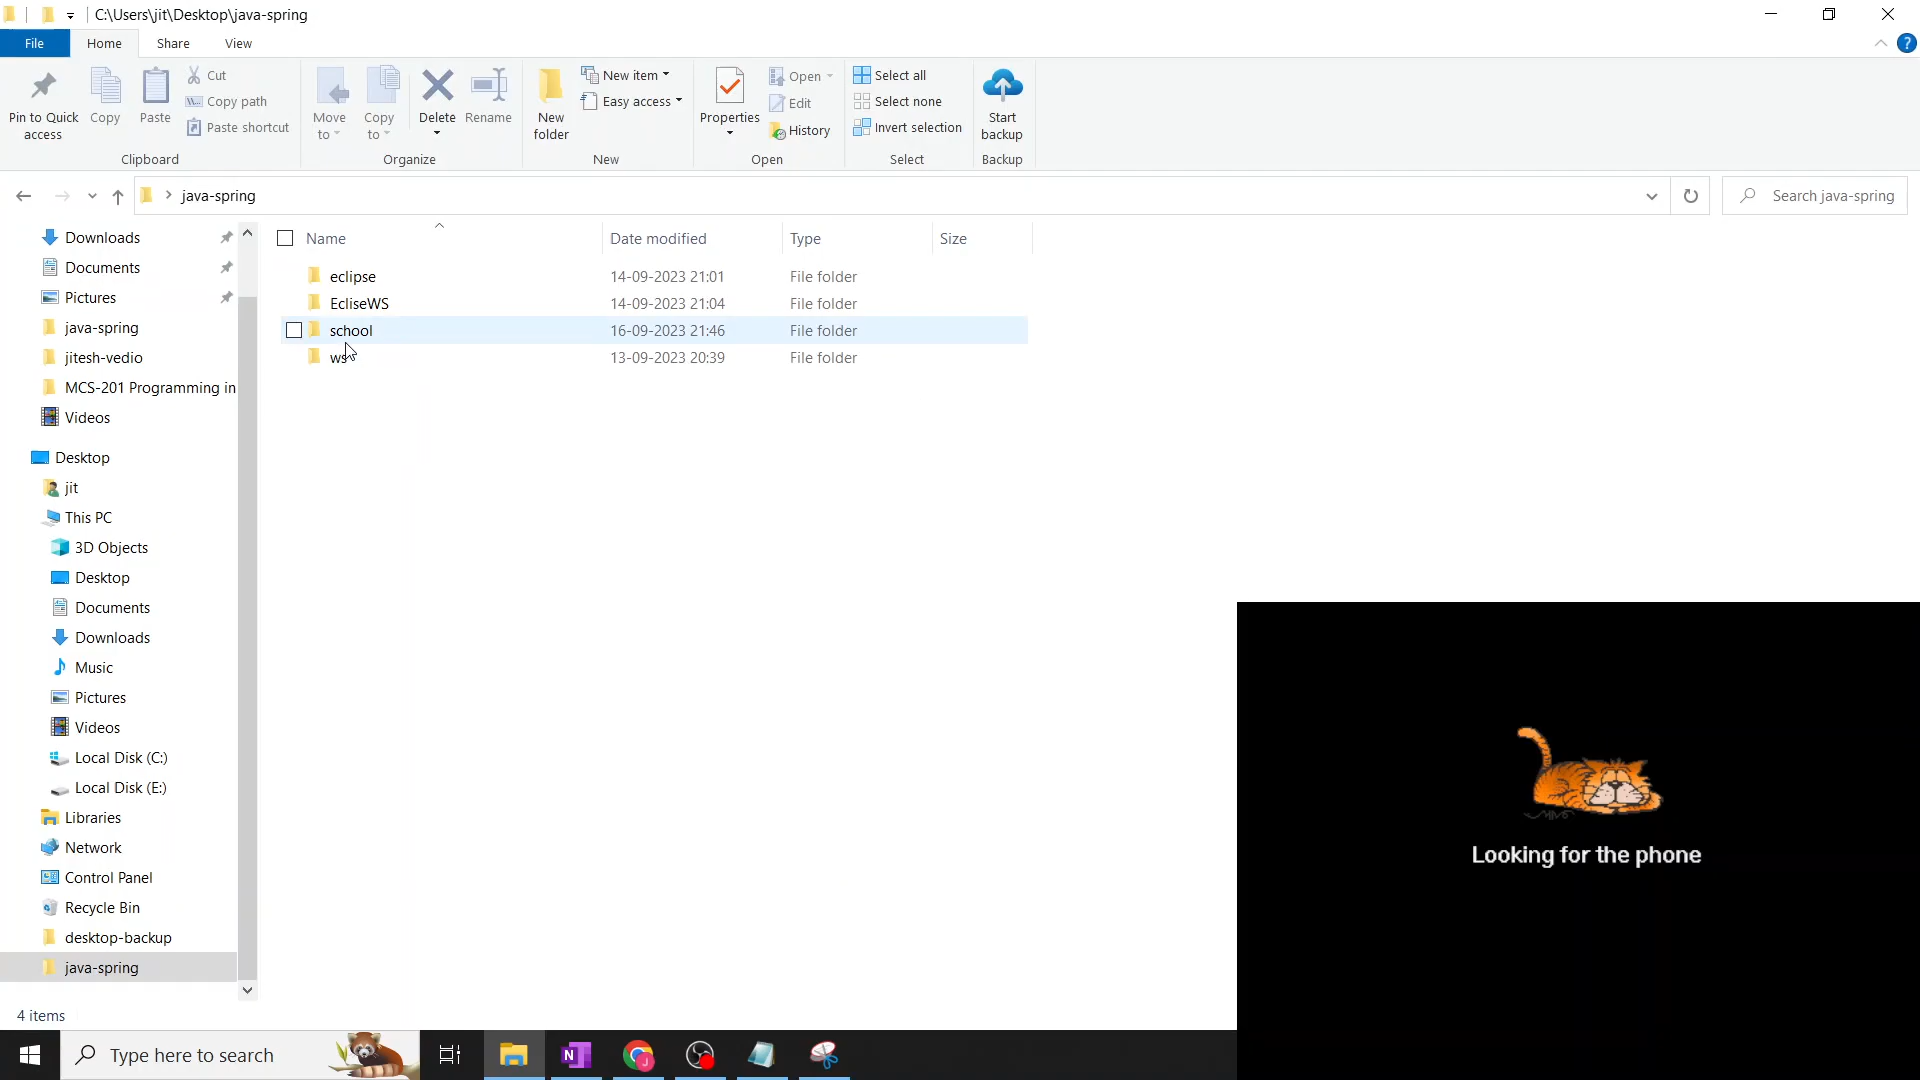 C:\Users\jit\Desktop\java-spring
File
Home
Share
View
?
Pin to Quick access
Copy
Paste
Cut
Copy path
Paste shortcut
Clipboard
Move to
Copy to
Delete
Rename
Organize
New folder
New item
Easy access
New
Properties
Open
Edit
History
Open
Select all
Select none
Invert selection
Select
Start backup
Backup
java-spring
Search java-spring
Downloads
Documents
Pictures
java-spring
jitesh-vedio
MCS-201 Programming in
Videos
Desktop
jit
This PC
3D Objects
Desktop
Documents
Downloads
Music
Pictures
Videos
Local Disk (C:)
Local Disk (E:)
Libraries
Network
Control Panel
Recycle Bin
desktop-backup
java-spring
Name Date modified Type Size
eclipse 14-09-2023 21:01 File folder
EcliseWS 14-09-2023 21:04 File folder
school 16-09-2023 21:46 File folder
ws 13-09-2023 20:39 File folder
Looking for the phone
4 items
Type here to search